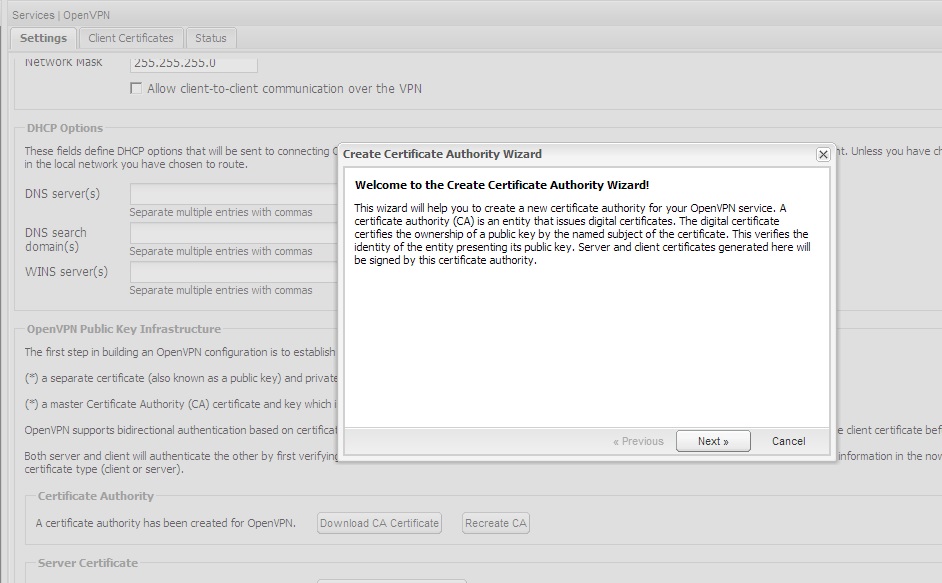 Services | OpenVPN
Settings
Client Certificates
Status
Network Mask
255.255.255.0
Allow client-to-client communication over the VPN
DHCP Options
These fields define DHCP options that will be sent to connecting
nt. Unless you have
in the local network you have chosen to route.
DNS server(s)
Separate multiple entries with commas
DNS search
domain(s)
Separate multiple entries with commas
WINS server(s)
Separate multiple entries with commas
Create Certificate Authority Wizard
Welcome to the Create Certificate Authority Wizard!
This wizard will help you to create a new certificate authority for your OpenVPN service. A
certificate authority (CA) is an entity that issues digital certificates. The digital certificate
certifies the ownership of a public key by the named subject of the certificate. This verifies the
identity of the entity presenting its public key. Server and client certificates generated here will
be signed by this certificate authority.
« Previous
Next »
Cancel
OpenVPN Public Key Infrastructure
The first step in building an OpenVPN configuration is to establish
(*) a separate certificate (also known as a public key) and private
(*) a master Certificate Authority (CA) certificate and key which
OpenVPN supports bidirectional authentication based on certificat
e client certificate bef
Both server and client will authenticate the other by first verifying
information in the now
certificate type (client or server).
Certificate Authority
A certificate authority has been created for OpenVPN.
Download CA Certificate
Recreate CA
Server Certificate